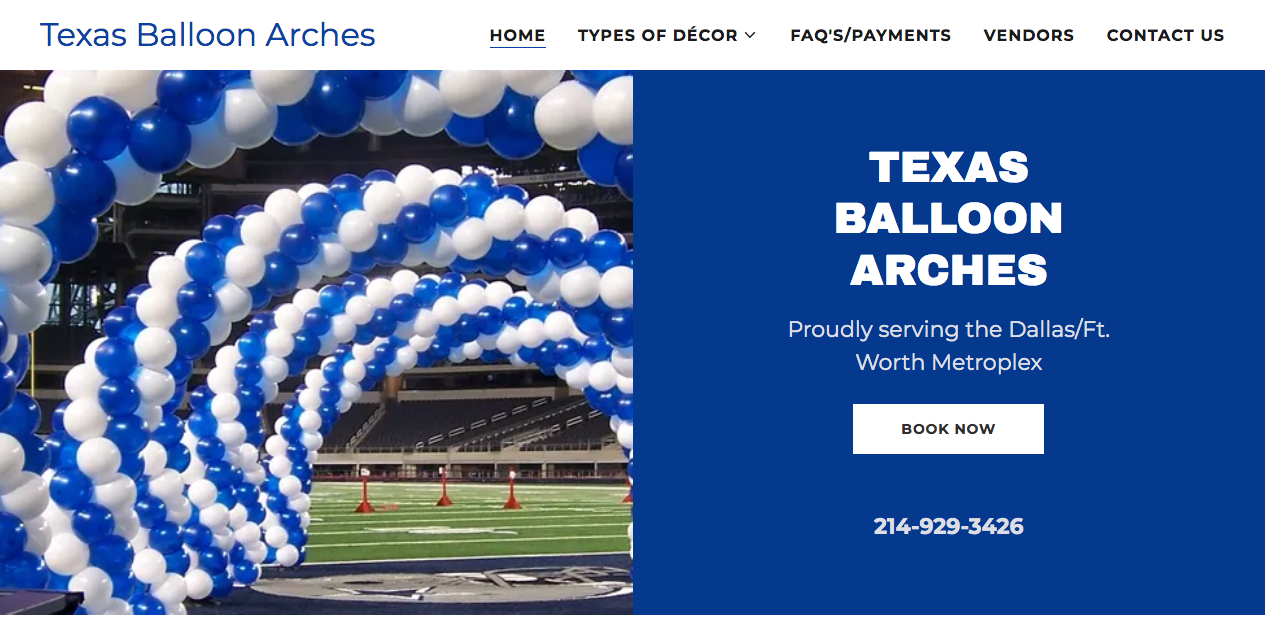 Texas Balloon Arches
HOME TYPES OF DÉCOR FAQ'S/PAYMENTS VENDORS CONTACT US
TEXAS
BALLOON
ARCHES
Proudly serving the Dallas/Ft.
Worth Metroplex
BOOK NOW
214-929-3426